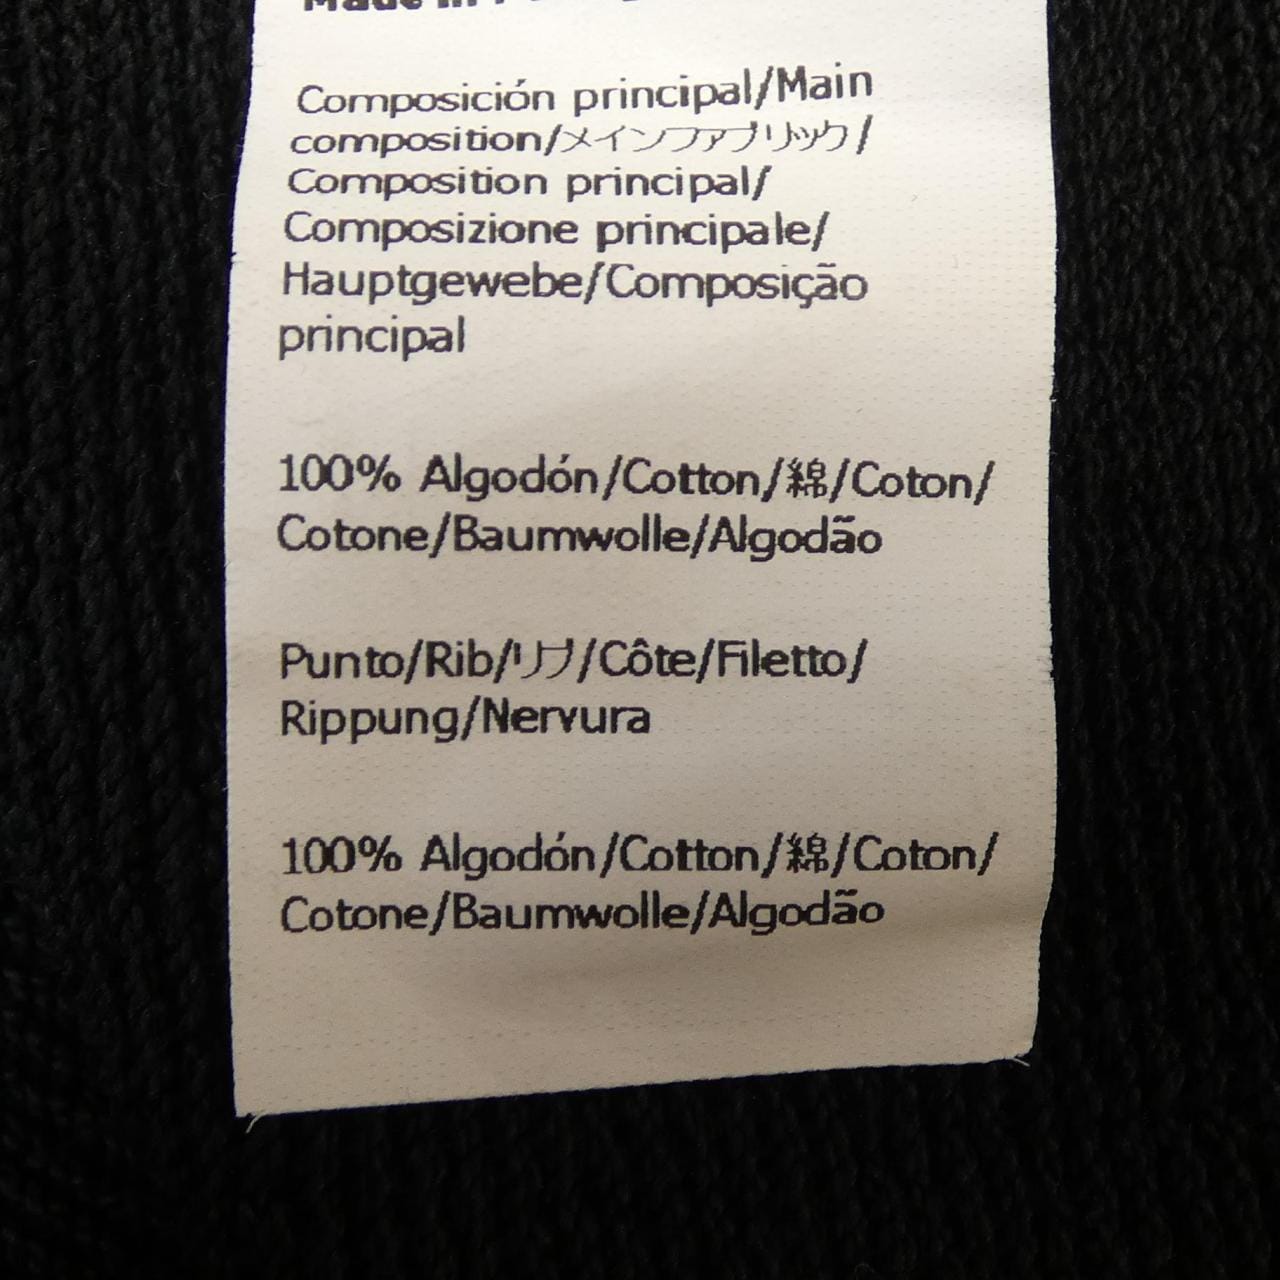 Made in
Composición principal/Main
composition/メインファブリック/
Composition principal/
Composizione principale/
Hauptgewebe/Composição
principal
100% Algodón/Cotton/綿/Coton/
Cotone/Baumwolle/Algodão
Punto/Rib/リブ/Côte/Filetto/
Rippung/Nervura
100% Algodón/Cotton/綿/Coton/
Cotone/Baumwolle/Algodão